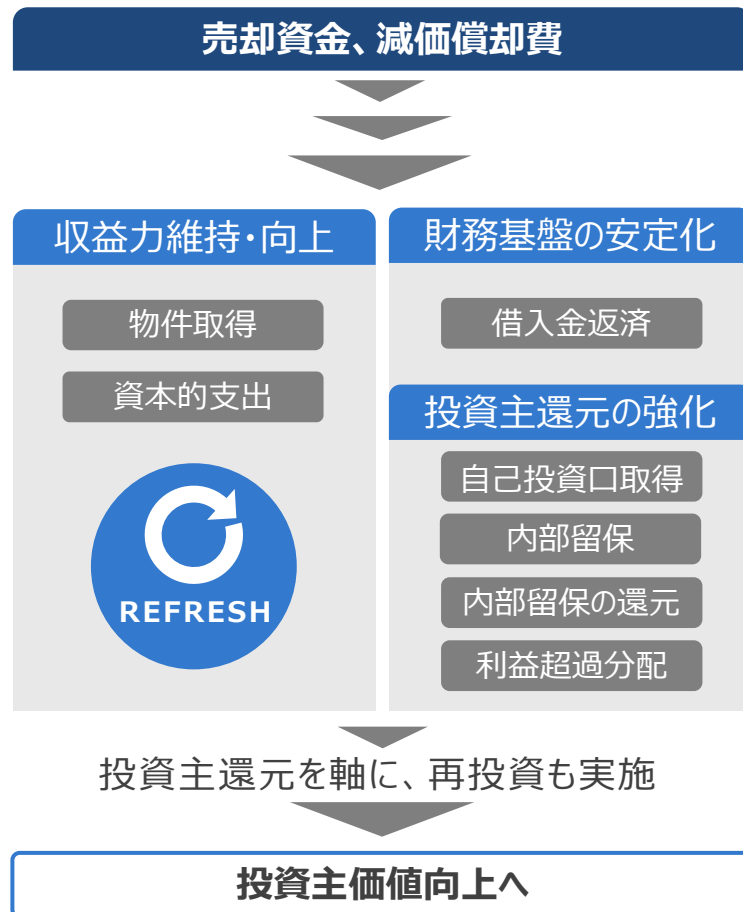 売却資金、減価償却費
収益力維持・向上
物件取得
資本的支出
REFRESH
財務基盤の安定化
借入金返済
投資主還元の強化
自己投資口取得
内部留保
内部留保の還元
利益超過分配
投資主還元を軸に、再投資も実施
投資主価値向上へ